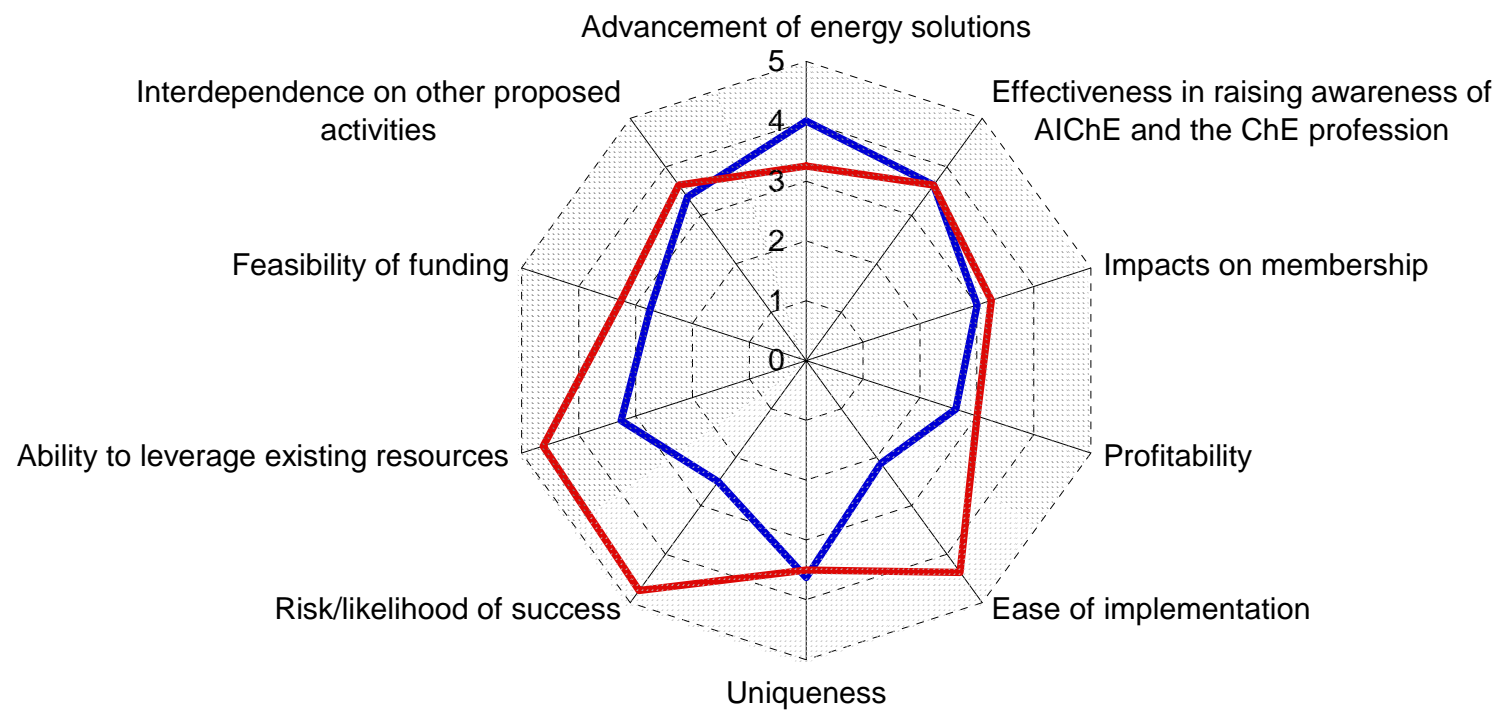 Advancement of energy solutions
Interdependence on other proposed
activities
Effectiveness in raising awareness of
AIChE and the ChE profession
5
4
3
2
1
0
Feasibility of funding
Impacts on membership
Ability to leverage existing resources
Profitability
Risk/likelihood of success
Ease of implementation
Uniqueness